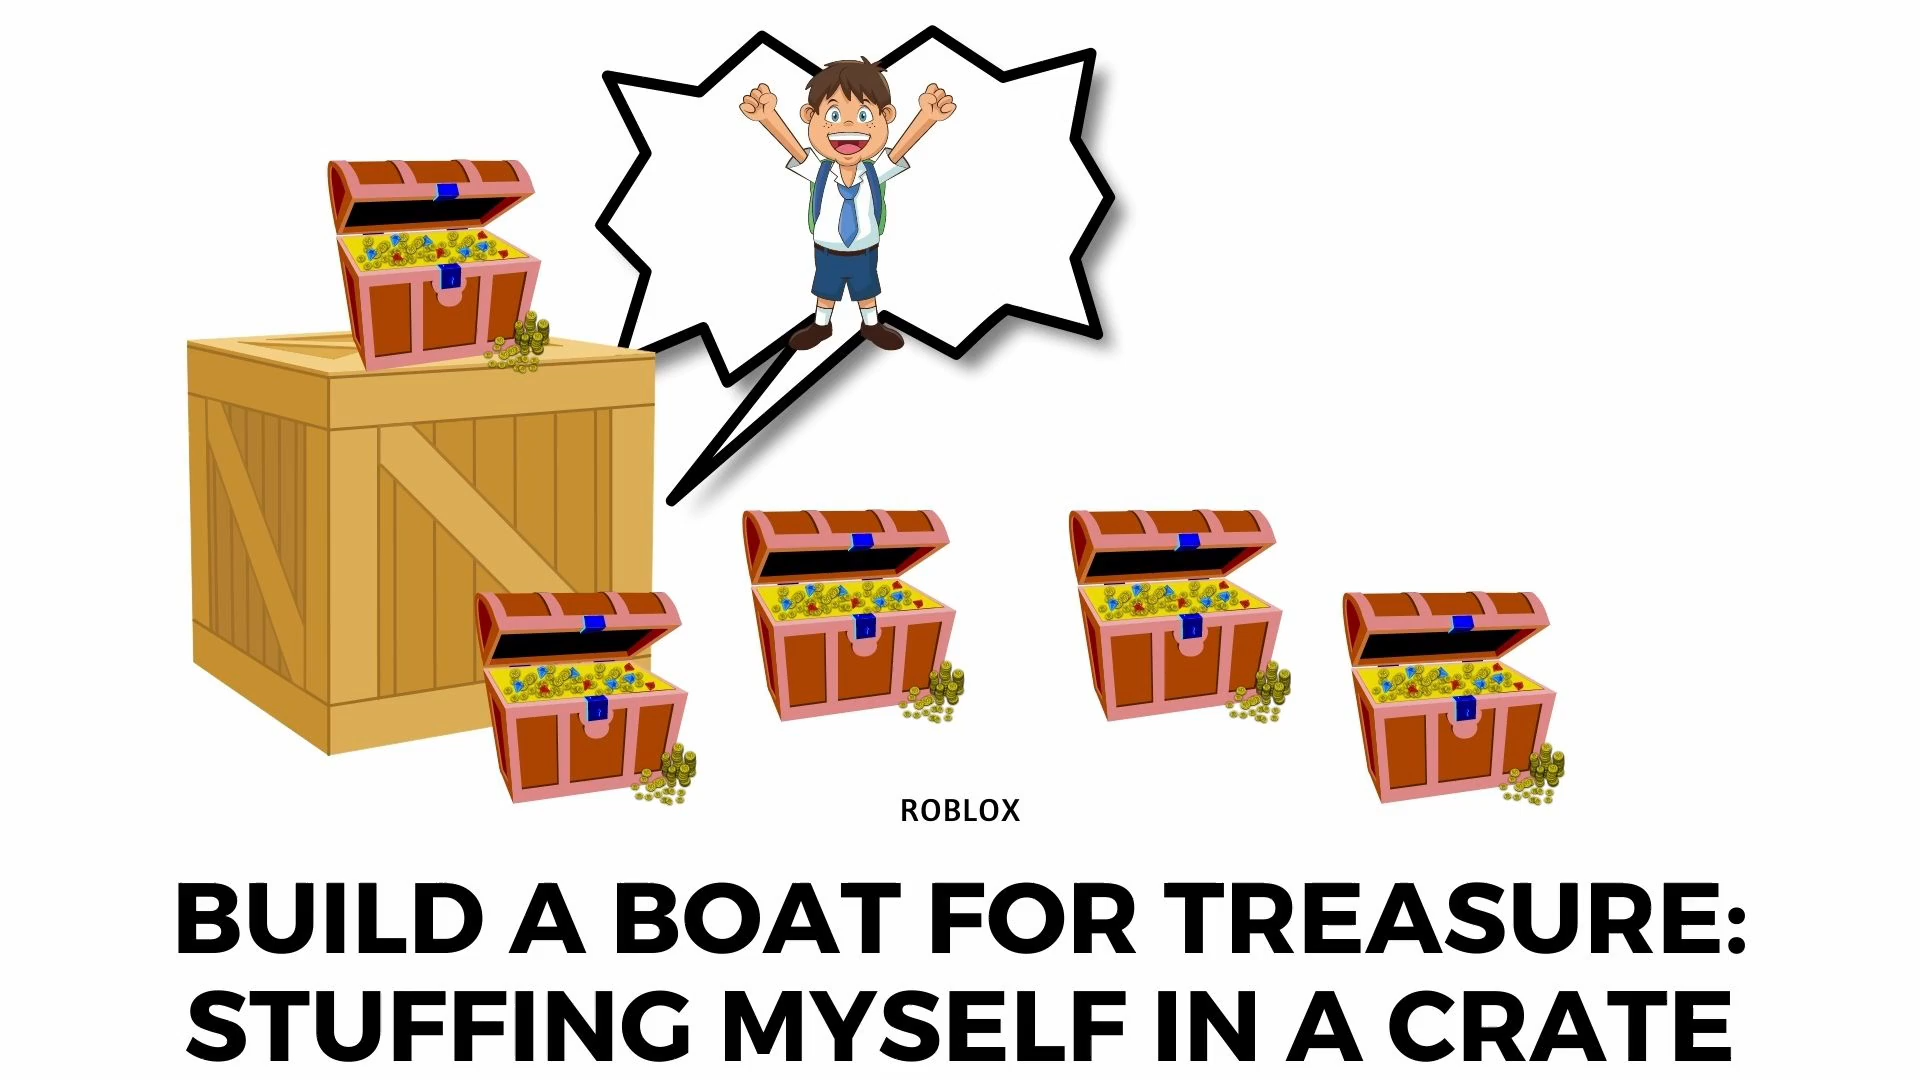 ROBLOX
BUILD A BOAT FOR TREASURE:
STUFFING MYSELF IN A CRATE